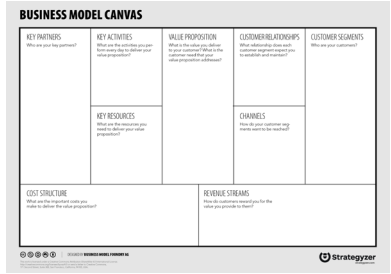 BUSINESS MODEL CANVAS
KEY PARTNERS
Who are your key partners?
KEY ACTIVITIES
What are the activities you per-
form every day to deliver your
value proposition?
VALUE PROPOSITION
What is the value you deliver
to your customer? What is the
customer need that your
value proposition addresses?
CUSTOMER RELATIONSHIPS
What relationship does each
customer segment expect you
to establish and maintain?
CUSTOMER SEGMENTS
Who are your customers?
KEY RESOURCES
What are the resources you
need to deliver your value
proposition?
CHANNELS
How do your customer seg-
ments want to be reached?
COST STRUCTURE
What are the important costs you
make to deliver the value proposition?
REVENUE STREAMS
How do customers reward you for the
value you provide to them?
DESIGNED BY BUSINESS MODEL FOUNDRY AG
Strategyzer
strategyzer.com